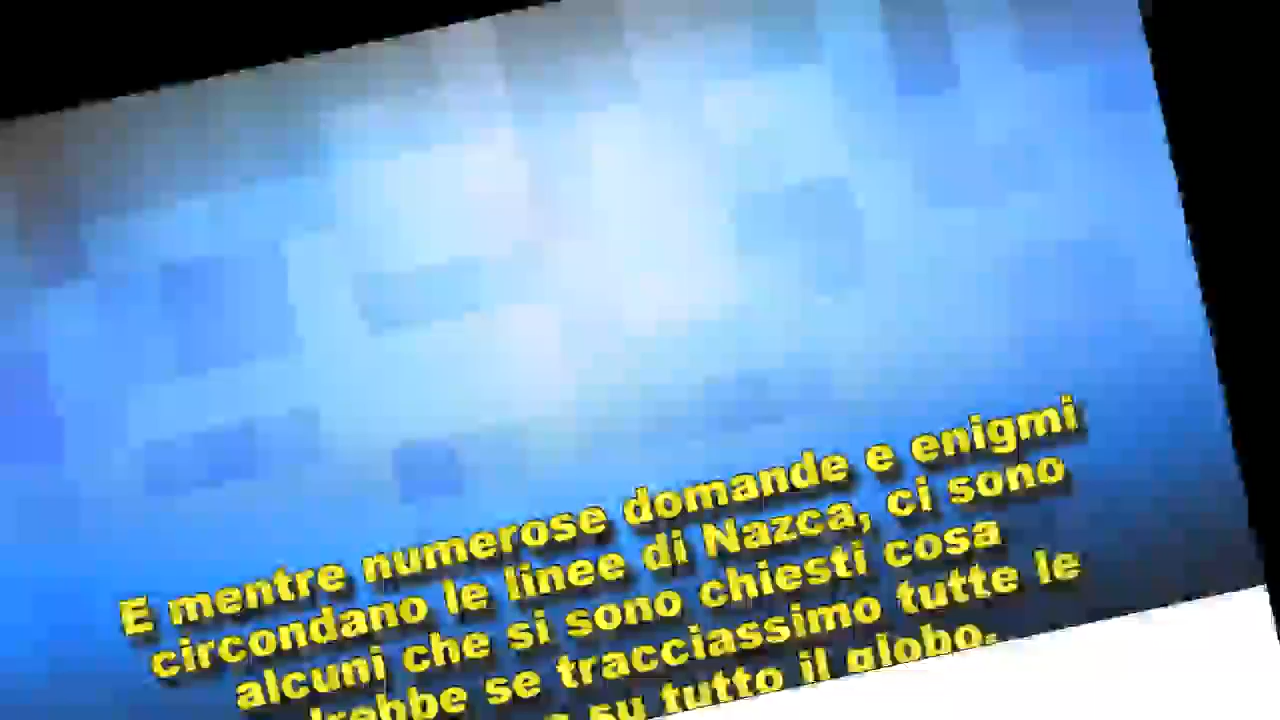 E mentre numerose domande e enigmi
circondano le linee di Nazca, ci sono
alcuni che si sono chiesti cosa
se tracciassimo tutte le
su tutto il globo.